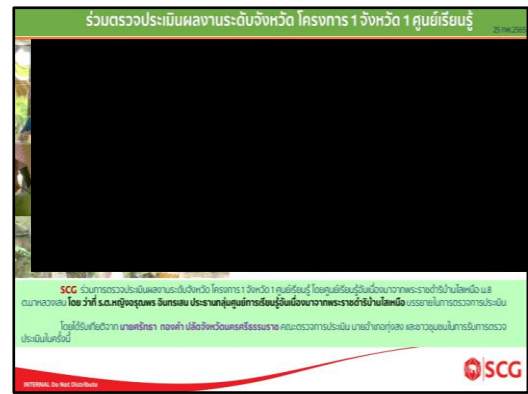 ร่วมตรวจประเมินผลงานระดับจังหวัด โครงการ 1 จังหวัด 1 ศูนย์เรียนรู้
25 กพ.2565
SCG ร่วมการตรวจประเมินผลงานระดับจังหวัด โครงการ 1 จังหวัด 1 ศูนย์เรียนรู้ โดยศูนย์เรียนรู้อันเนื่องมาจากพระราชดำริบ้านไสเหนือ ม.8
ต.นาหลวงเสน โดย ว่าที่ ร.ต.หญิงอรุณพร อินทรเสน ประธานกลุ่มศูนย์การเรียนรู้อันเนื่องมาจากพระราชดำริบ้านไสเหนือ บรรยายในการตรวจการประเมิน
โดยได้รับเกียติจาก นายศรัทธา ทองคำ ปลัดจังหวัดนครศรีธรรมราช คณะตรวจการประเมิน นายอำเภอทุ่งสง และชาวชุมชนในการรับการตรวจ
ประเมินในครั้งนี้
SCG
INTERNAL Do Not Distribute